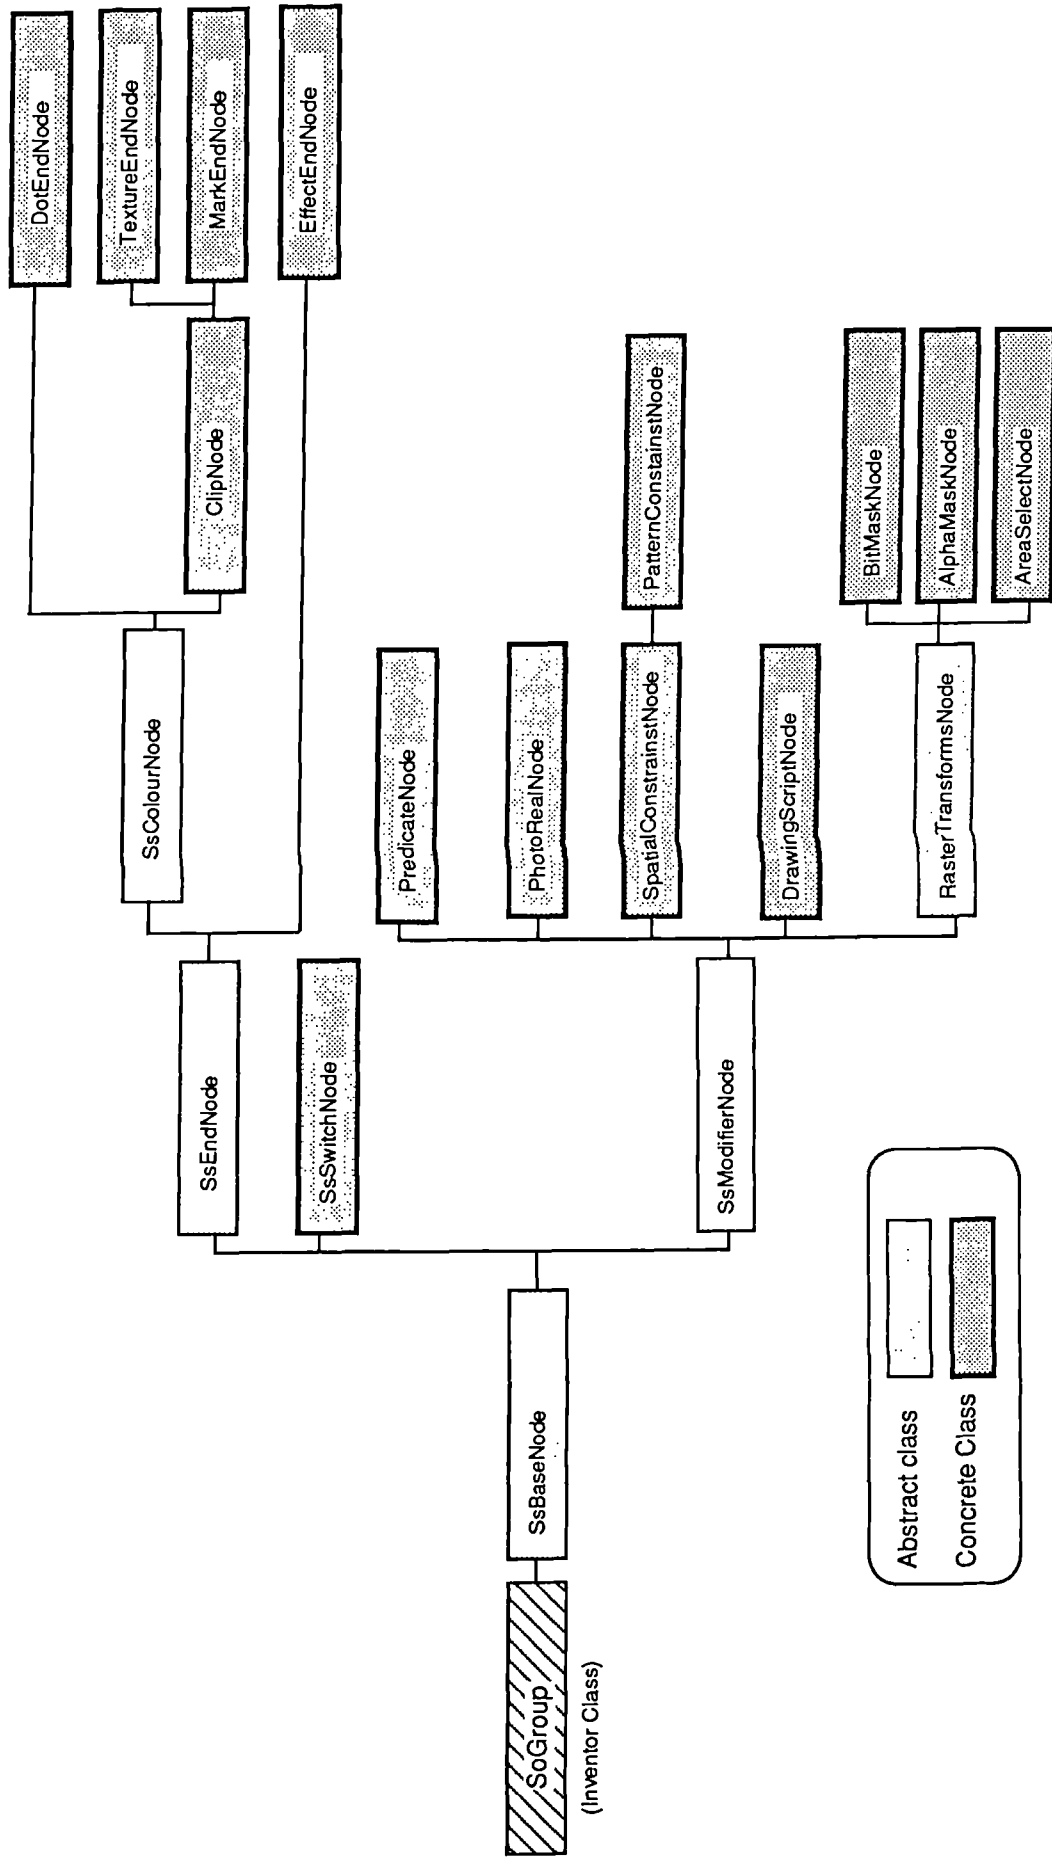 DotEndNode
TextureEndNode
MarkEndNode
EffectEndNode
ClipNode
SsColourNode
PatternConstainstNode
BitMaskNode
AlphaMaskNode
AreaSelectNode
PredicateNode
PhotoRealNode
SpatialConstrainstNode
DrawingScriptNode
RasterTransformsNode
SsEndNode
SsSwitchNode
SsModifierNode
SsBaseNode
SoGroup
(Inventor Class)
Abstract class
Concrete Class